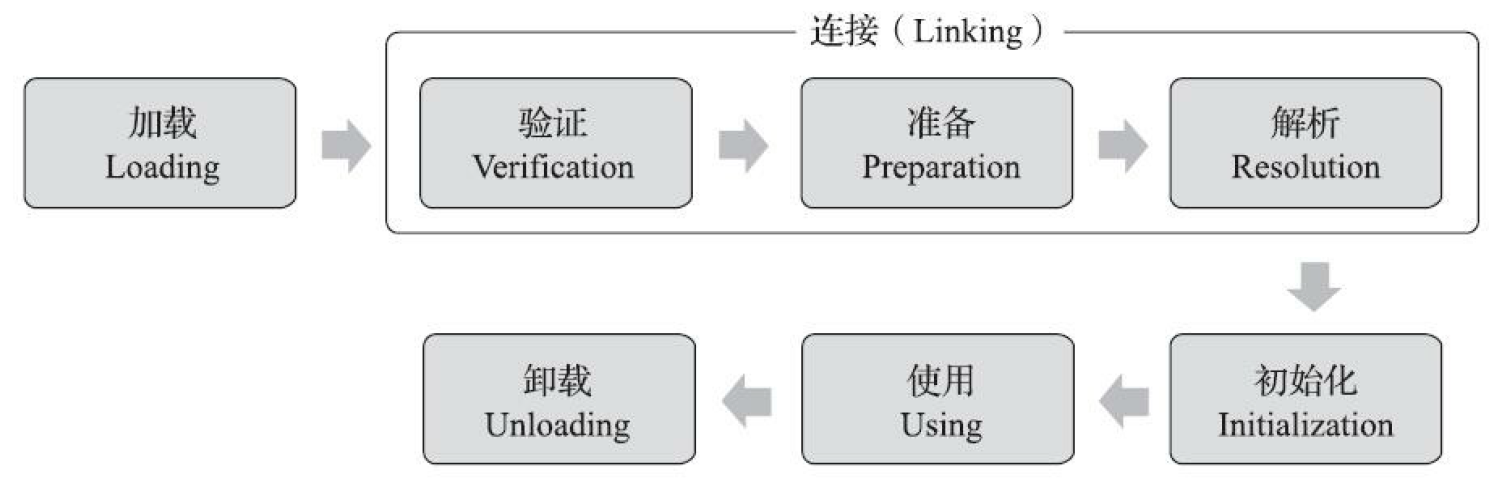 连接（Linking）
加载
Loading
验证
Verification
准备
Preparation
解析
Resolution
初始化
Initialization
使用
Using
卸载
Unloading